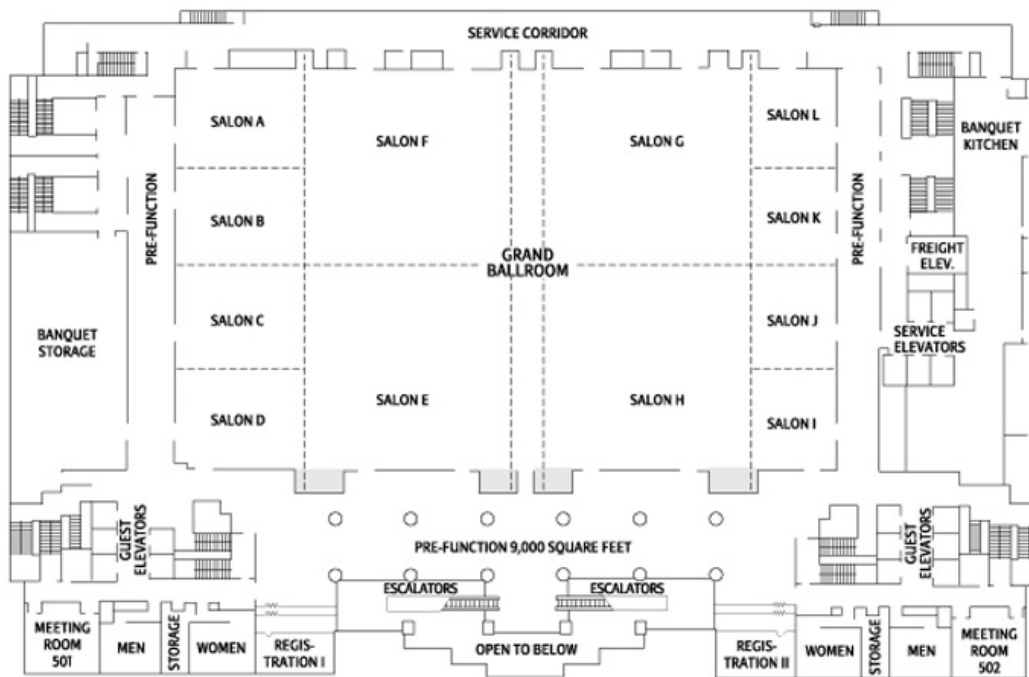 SERVICE CORRIDOR
SALON A
SALON F
SALON G
SALON L
BANQUET
KITCHEN
PRE-FUNCTION
SALON B
SALON K
PRE-FUNCTION
GRAND
BALLROOM
FREIGHT
ELEV.
BANQUET
STORAGE
SALON C
SALON J
SERVICE
ELEVATORS
SALON D
SALON E
SALON H
SALON I
GUEST
ELEVATORS
PRE-FUNCTION 9,000 SQUARE FEET
GUEST
ELEVATORS
ESCALATORS
ESCALATORS
MEETING
ROOM
501
MEN
STORAGE
WOMEN
REGIS-
TRATION I
OPEN TO BELOW
REGIS-
TRATION II
WOMEN
STORAGE
MEN
MEETING
ROOM
502